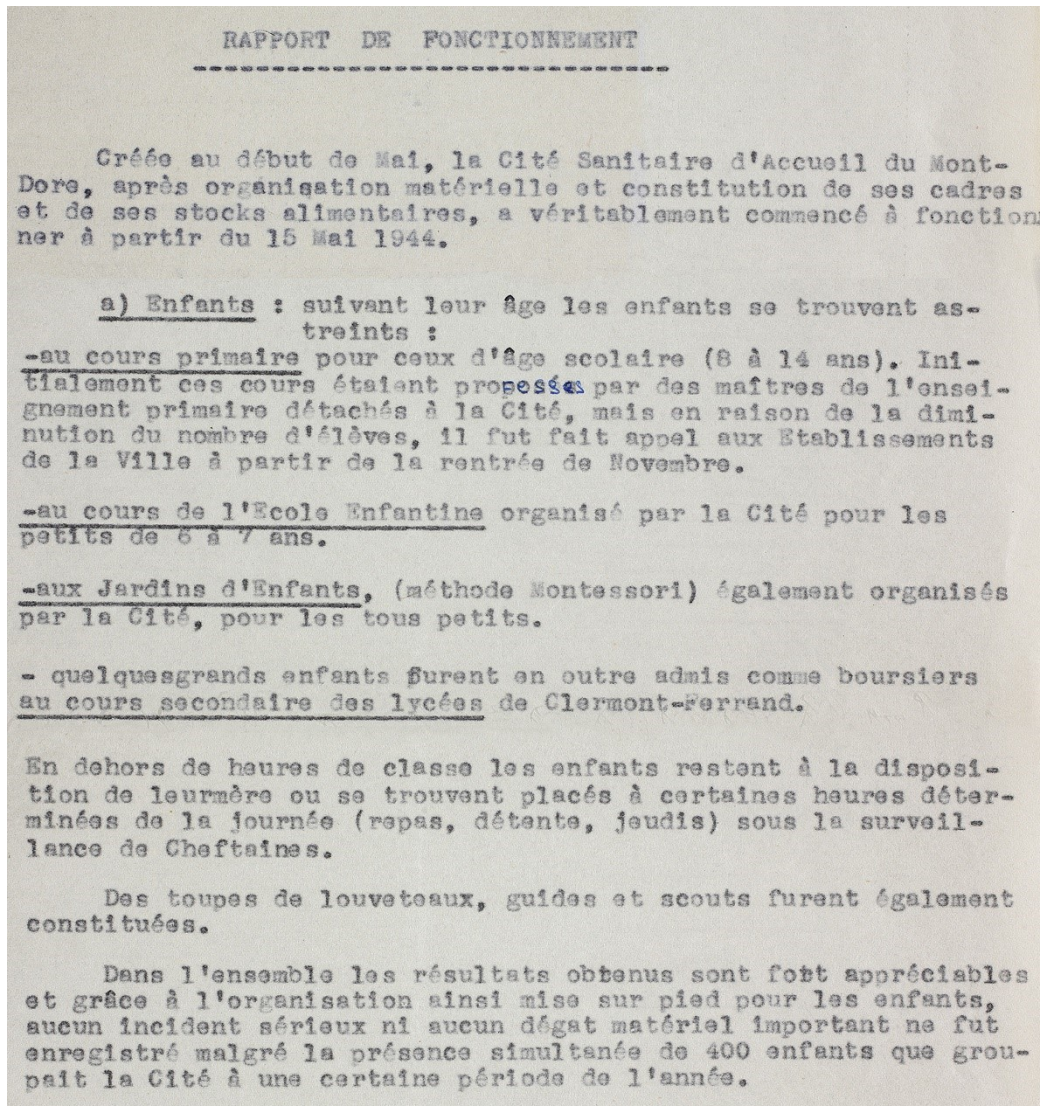 RAPPORT DE FONCTIONNEMENT
Créée au début de Mai, la Cité Sanitaire d'Accueil du Mont-
Dore, après organisation matérielle et constitution de ses cadres
et de ses stocks alimentaires, a véritablement commencé à fonction
ner à partir du 15 Mai 1944.
a) Enfants : suivant leur âge les enfants se trouvent as-
treints :
-au cours primaire pour ceux d'âge scolaire (8 à 14 ans). Ini-
tialement ces cours étaient proposés par des maîtres de l'ensei-
gnement primaire détachés à la Cité, mais en raison de la dimi-
nution du nombre d'élèves, il fut fait appel aux Etablissements
de la Ville à partir de la rentrée de Novembre.
-au cours de l'Ecole Enfantine organisé par la Cité pour les
petits de 6 à 7 ans.
-aux Jardins d'Enfants, (méthode Montessori) également organisés
par la Cité, pour les tous petits.
- quelquesgrands enfants furent en outre admis comme boursiers
au cours secondaire des lycées de Clermont-Ferrand.
En dehors de heures de classe les enfants restent à la disposi-
tion de leurmère ou se trouvent placés à certaines heures déter-
minées de la journée (repas, détente, jeudis) sous la surveil-
lance de Cheftaines.
Des toupes de louveteaux, guides et scouts furent également
constituées.
Dans l'ensemble les résultats obtenus sont fort appréciables
et grâce à l'organisation ainsi mise sur pied pour les enfants,
aucun incident sérieux ni aucun dégat matériel important ne fut
enregistré malgré la présence simultanée de 400 enfants que grou-
pait la Cité à une certaine période de l'année.